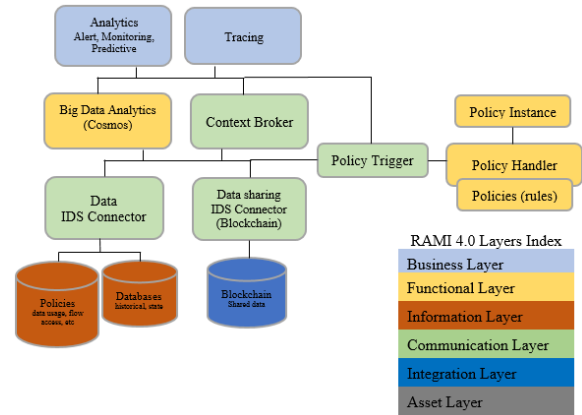 Analytics
Alert, Monitoring,
Predictive
Tracing
Big Data Analytics
(Cosmos)
Context Broker
Policy Trigger
Policy Instance
Policy Handler
Policies (rules)
Data
IDS Connector
Data sharing
IDS Connector
(Blockchain)
Policies
data usage, flow
access, etc
Databases
historical, state
Blockchain
Shared data
RAMI 4.0 Layers Index
Business Layer
Functional Layer
Information Layer
Communication Layer
Integration Layer
Asset Layer